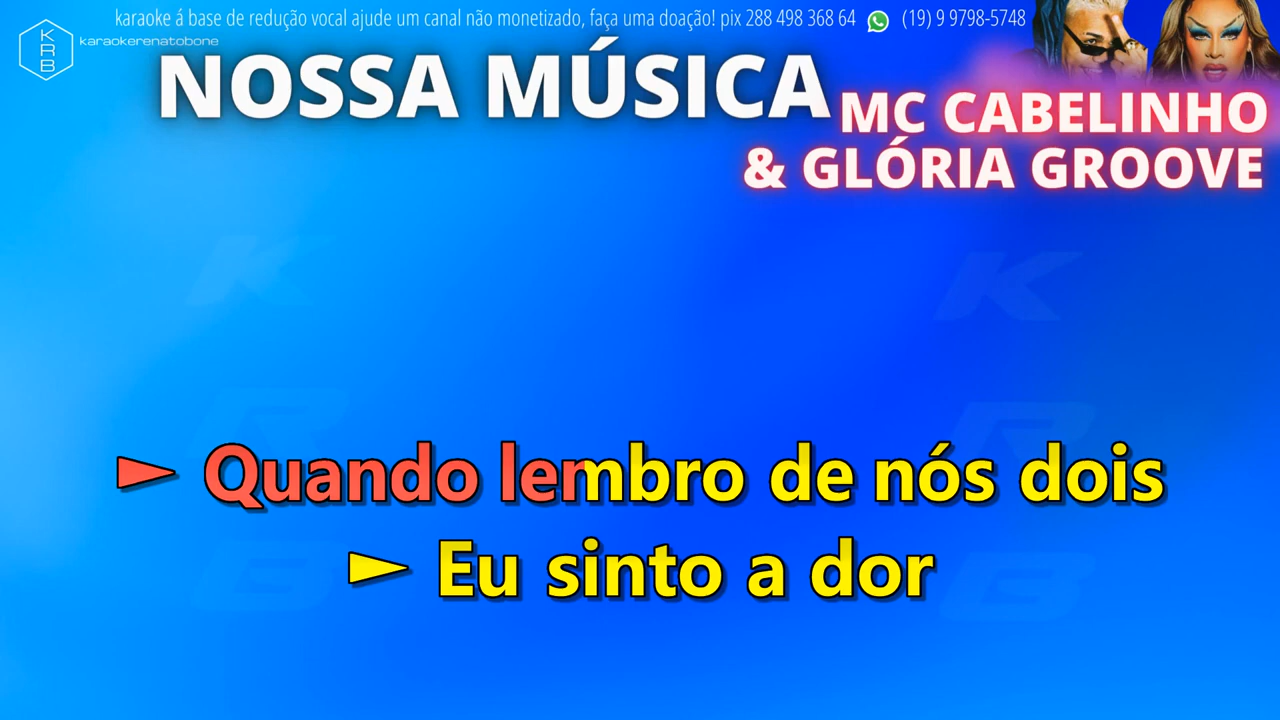 karaoke á base de redução vocal ajude um canal não monetizado, faça uma doação! pix 288 498 368 64 (19) 9 9798-5748
KRB
karaokerenatobone
NOSSA MÚSICA
MC CABELINHO
& GLÓRIA GROOVE
K
K
R
R
► Quando lembro de nós dois
► Eu sinto a dor
B
B